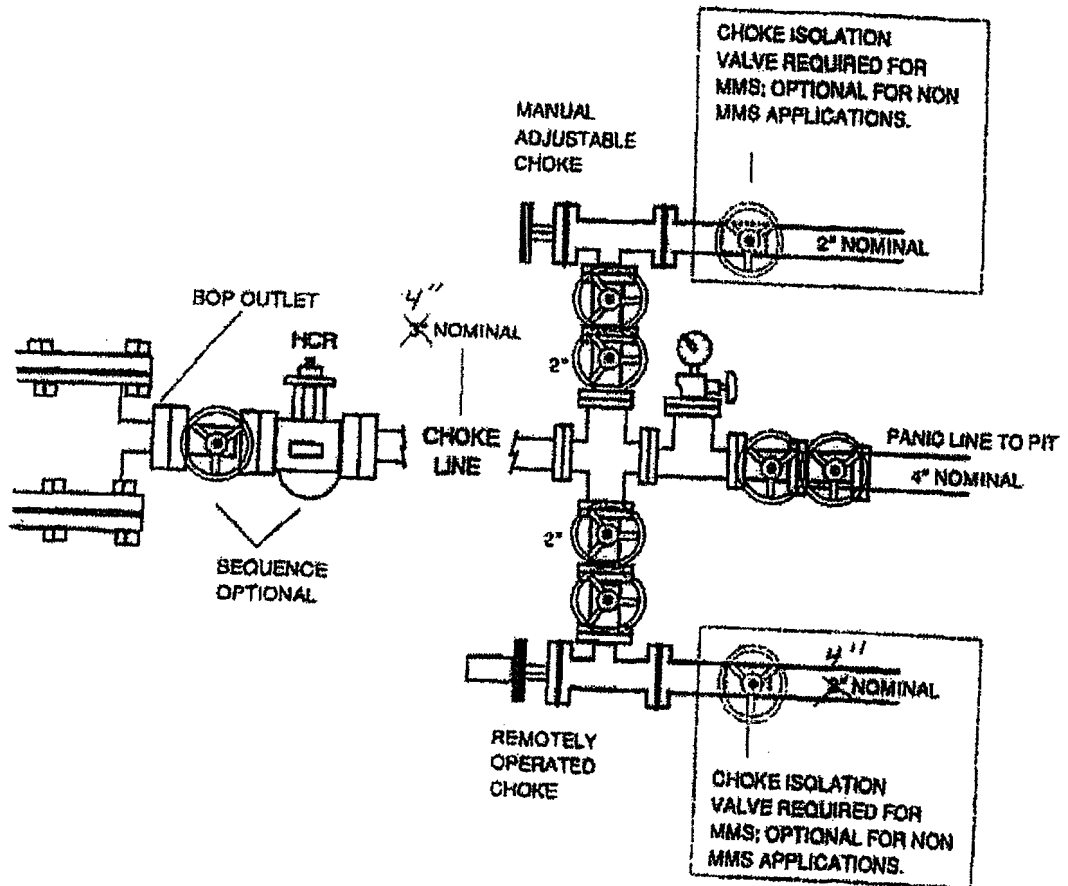 CHOKE ISOLATION
VALVE REQUIRED FOR
MMS; OPTIONAL FOR NON
MMS APPLICATIONS.
MANUAL
ADJUSTABLE
CHOKE
2" NOMINAL
BOP OUTLET
HCR
4"
3" NOMINAL
2"
CHOKE
LINE
PANIC LINE TO PIT
4" NOMINAL
2"
SEQUENCE
OPTIONAL
4"
2" NOMINAL
REMOTELY
OPERATED
CHOKE
CHOKE ISOLATION
VALVE REQUIRED FOR
MMS; OPTIONAL FOR NON
MMS APPLICATIONS.